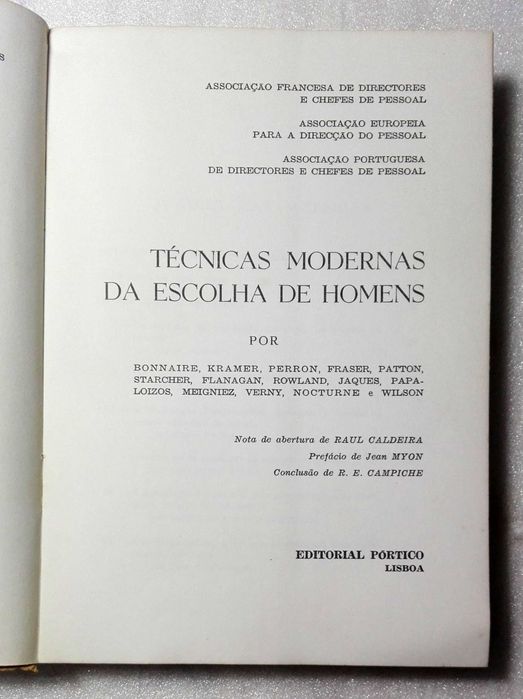 ASSOCIAÇÃO FRANCESA DE DIRECTORES
E CHEFES DE PESSOAL
ASSOCIAÇÃO EUROPEIA
PARA A DIRECÇÃO DO PESSOAL
ASSOCIAÇÃO PORTUGUESA
DE DIRECTORES E CHEFES DE PESSOAL
TÉCNICAS MODERNAS
DA ESCOLHA DE HOMENS
POR
BONNAIRE, KRAMER, PERRON, FRASER, PATTON,
STARCHER, FLANAGAN, ROWLAND, JAQUES, PAPA-
LOIZOS, MEIGNIEZ, VERNY, NOCTURNE e WILSON
Nota de abertura de RAUL CALDEIRA
Prefácio de Jean MYON
Conclusão de R. E. CAMPICHE
EDITORIAL PÓRTICO
LISBOA